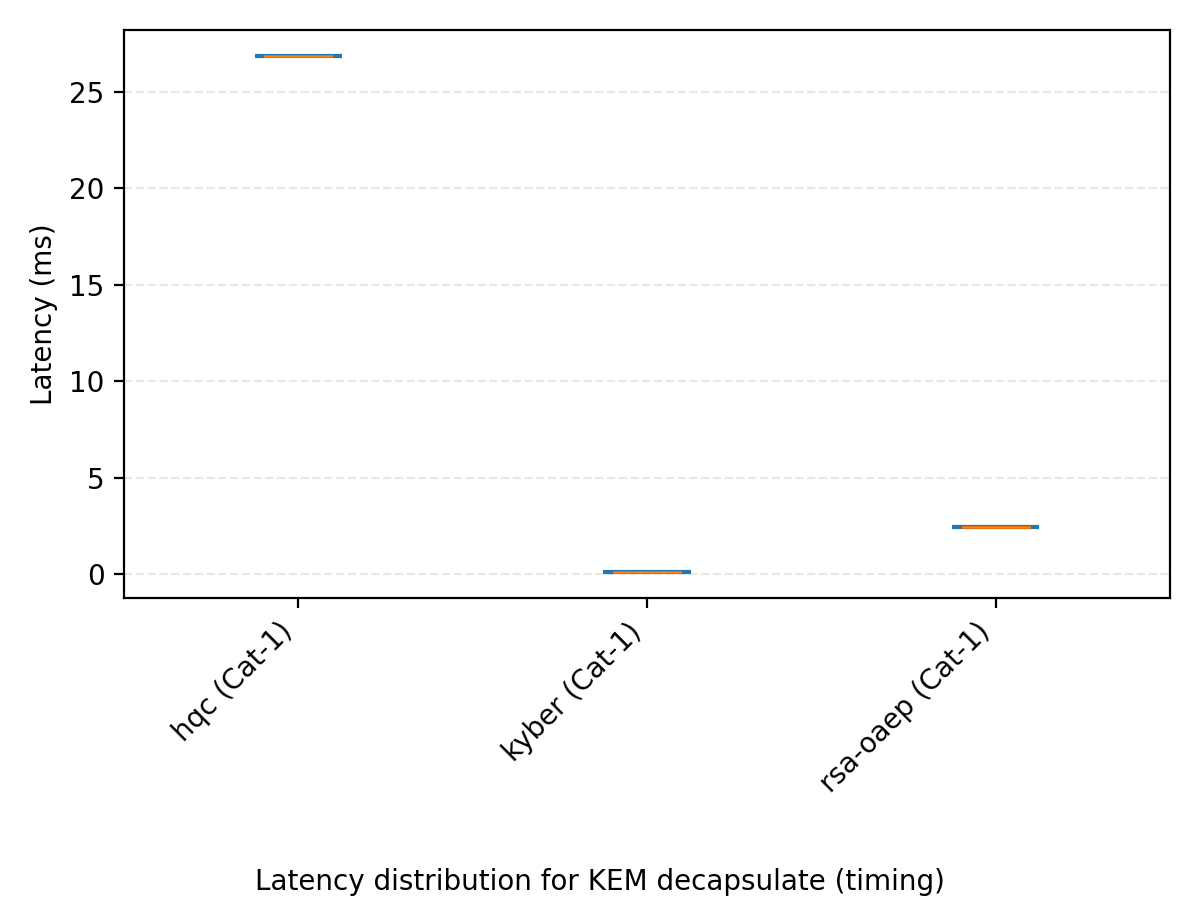 25
20
15
10
5
0
Latency (ms)
hqc (Cat-1)
kyber (Cat-1)
rsa-oaep (Cat-1)
Latency distribution for KEM decapsulate (timing)